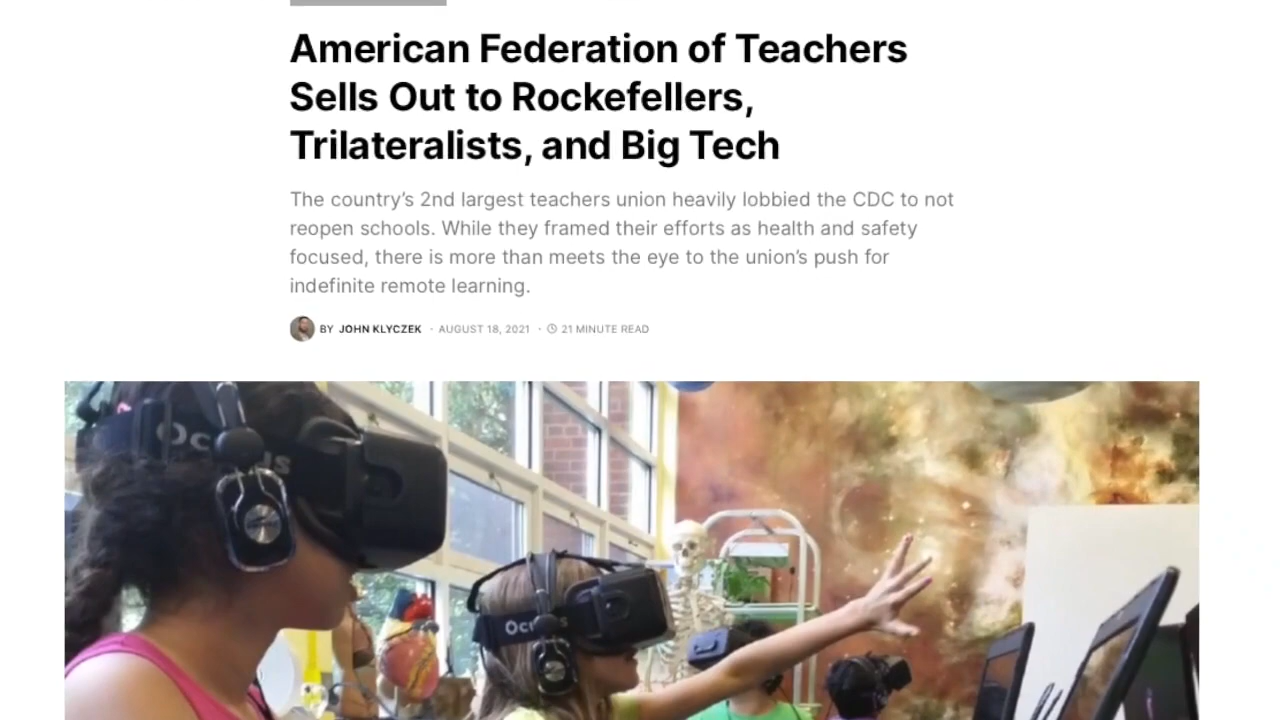 American Federation of Teachers
Sells Out to Rockefellers,
Trilateralists, and Big Tech
The country’s 2nd largest teachers union heavily lobbied the CDC to not
reopen schools. While they framed their efforts as health and safety
focused, there is more than meets the eye to the union’s push for
indefinite remote learning.
BY JOHN KLYCZEK · AUGUST 18, 2021 · 21 MINUTE READ